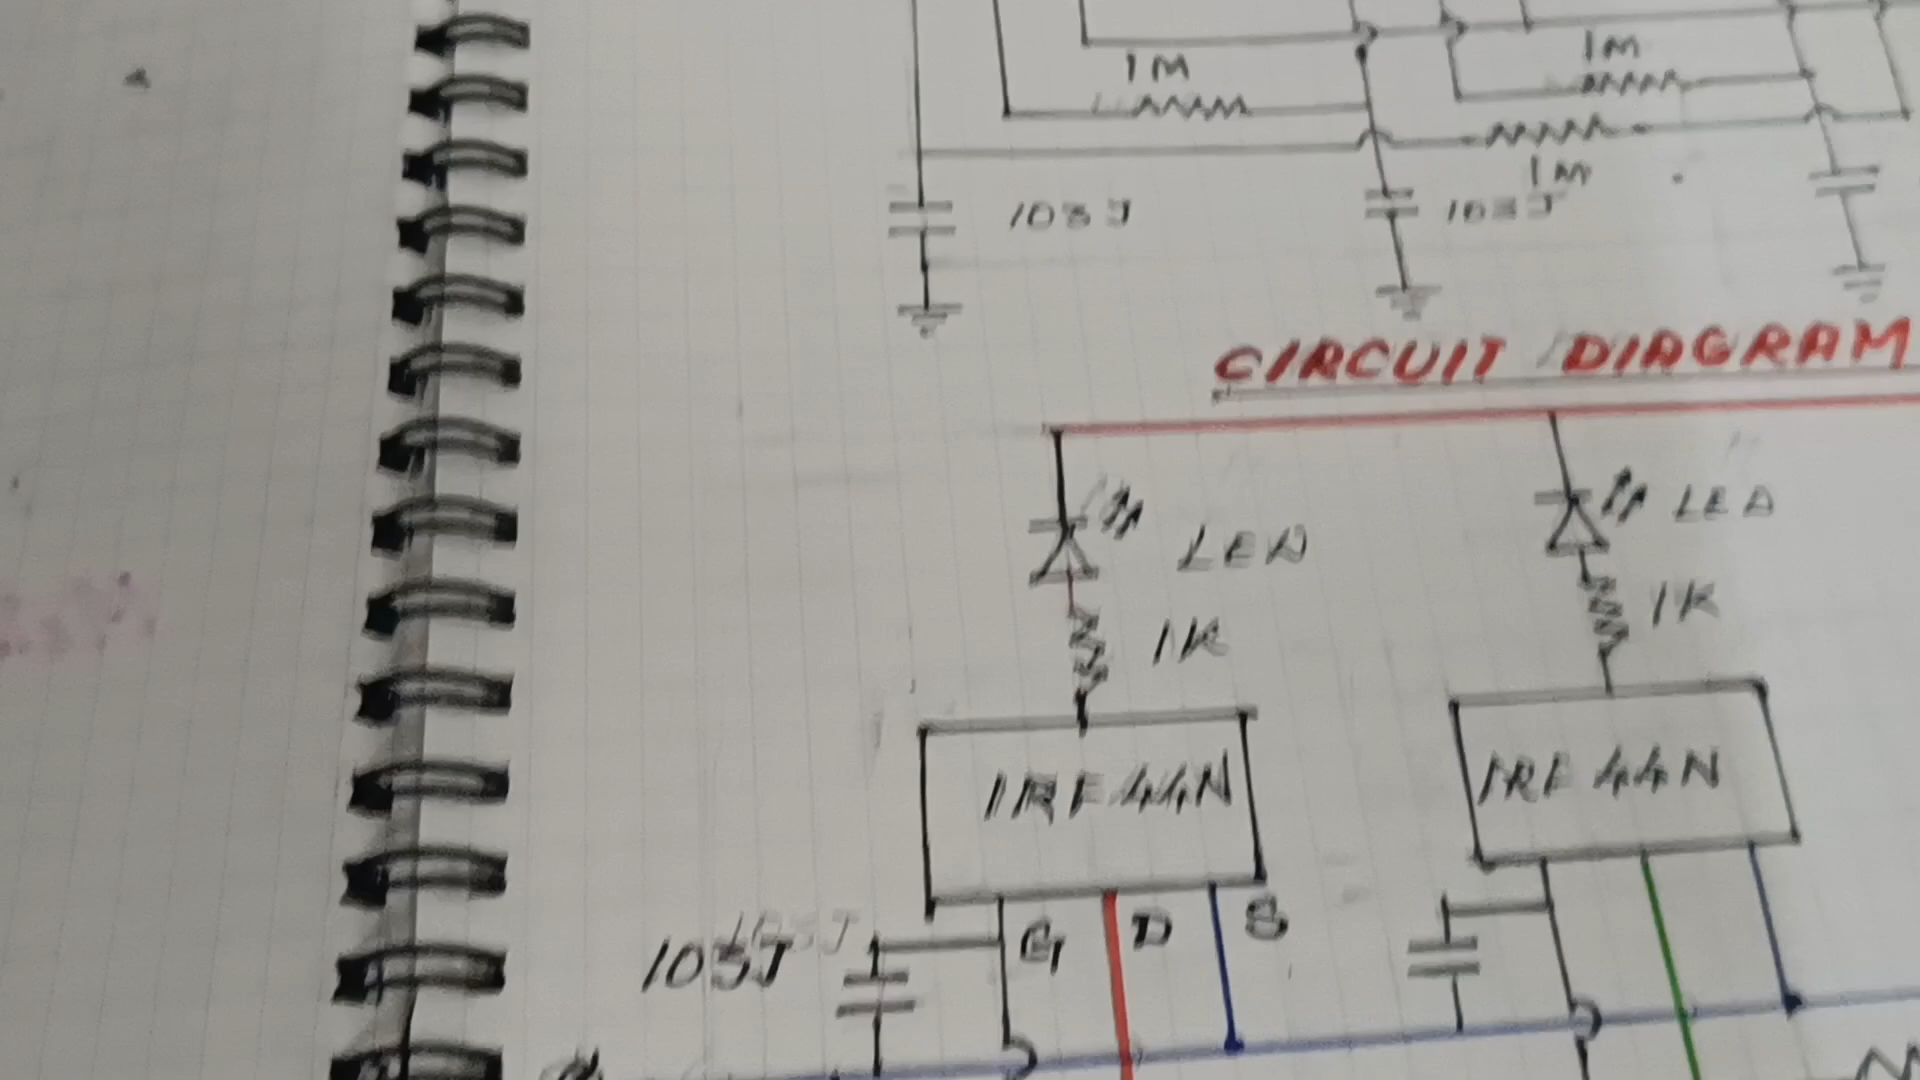 1M
1M
1M
103J
103J
CIRCUIT DIAGRAM
LED
LED
1K
1K
IRF44N
IRF44N
G D S
103J